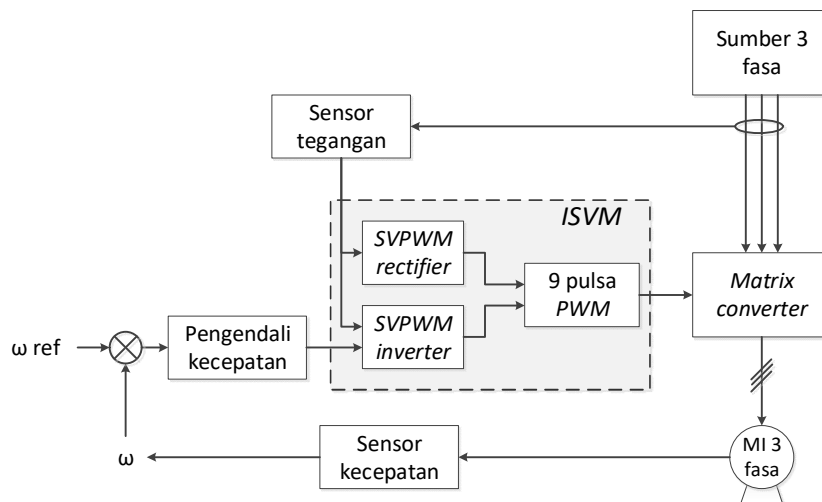 Sumber 3
fasa
Sensor
tegangan
ISVM
SVPWM
rectifier
9 pulsa
PWM
Matrix
converter
SVPWM
inverter
Pengendali
kecepatan
ω ref
ω
Sensor
kecepatan
MI 3
fasa